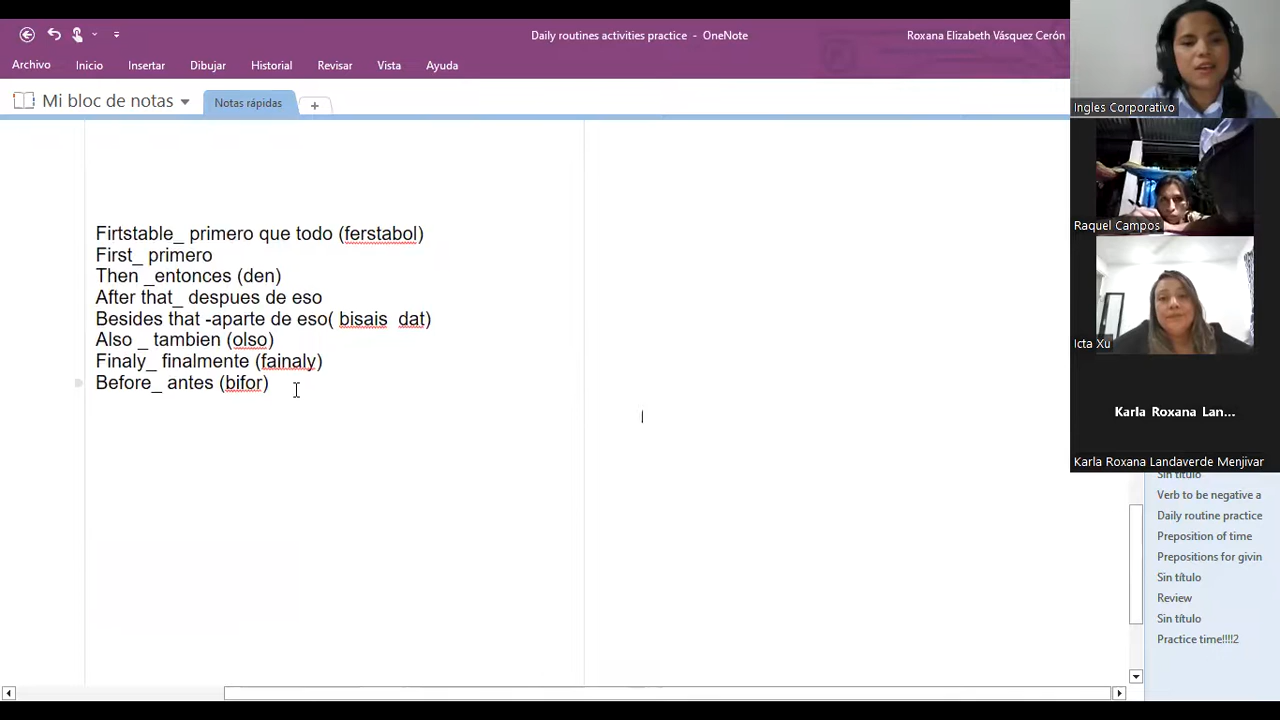 Daily routines activities practice - OneNote
Roxana Elizabeth Vásquez Cerón
Archivo Inicio Insertar Dibujar Historial Revisar Vista Ayuda
Mi bloc de notas
Notas rápidas
Firtstable_ primero que todo (ferstabol)
First_ primero
Then _entonces (den)
After that_ despues de eso
Besides that -aparte de eso( bisais dat)
Also _ tambien (olso)
Finaly_ finalmente (fainaly)
Before_ antes (bifor)
Ingles Corporativo
Raquel Campos
Icta Xu
Karla Roxana Lan...
Karla Roxana Landaverde Menjivar
Sin título
Verb to be negative a
Daily routine practice
Preposition of time
Prepositions for givin
Sin título
Review
Sin título
Practice time!!!!2